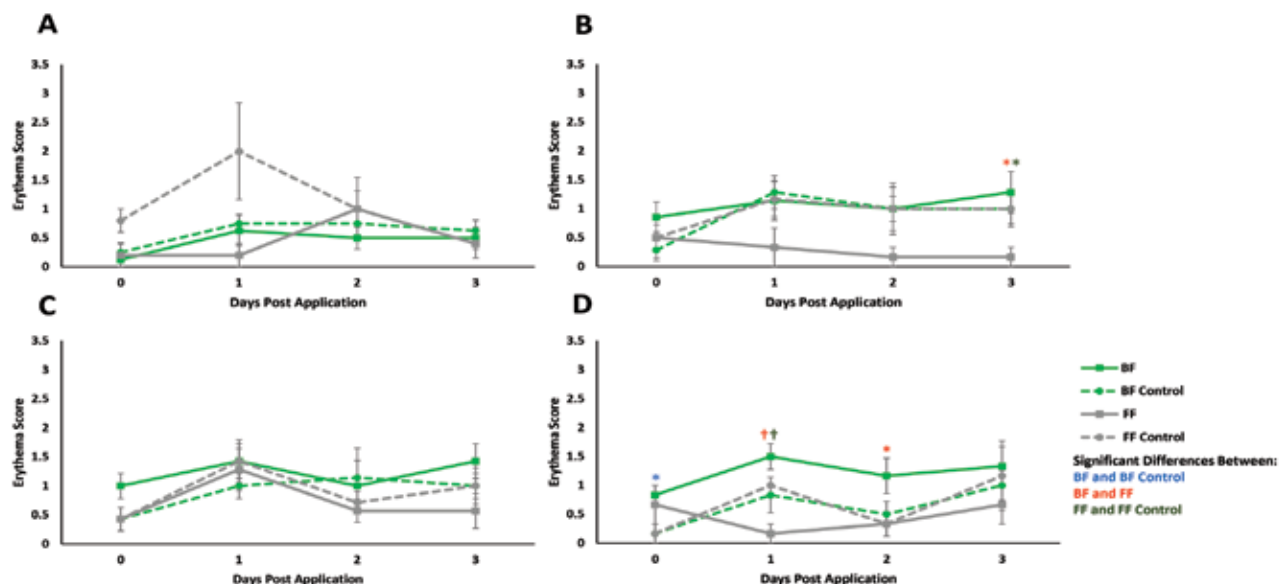 A
3.5
3
2.5
2
1.5
1
0.5
0
Erythema Score
0 1 2 3
Days Post Application
B
3.5
3
2.5
2
1.5
1
0.5
0
Erythema Score
* *
0 1 2 3
Days Post Application
C
3.5
3
2.5
2
1.5
1
0.5
0
Erythema Score
0 1 2 3
Days Post Application
D
3.5
3
2.5
2
1.5
1
0.5
0
Erythema Score
* † † *
0 1 2 3
Days Post Application
BF
BF Control
FF
FF Control
Significant Differences Between:
BF and BF Control
BF and FF
FF and FF Control